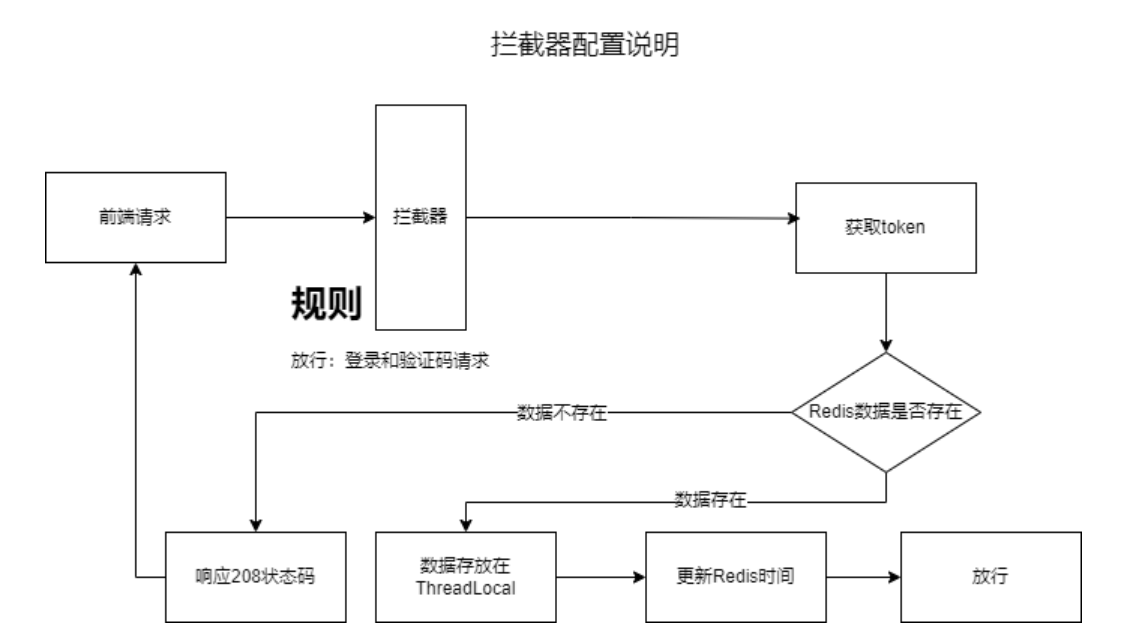 拦截器配置说明
前端请求
拦截器
获取token
规则
放行：登录和验证码请求
Redis数据是否存在
数据不存在
数据存在
响应208状态码
数据存放在
ThreadLocal
更新Redis时间
放行